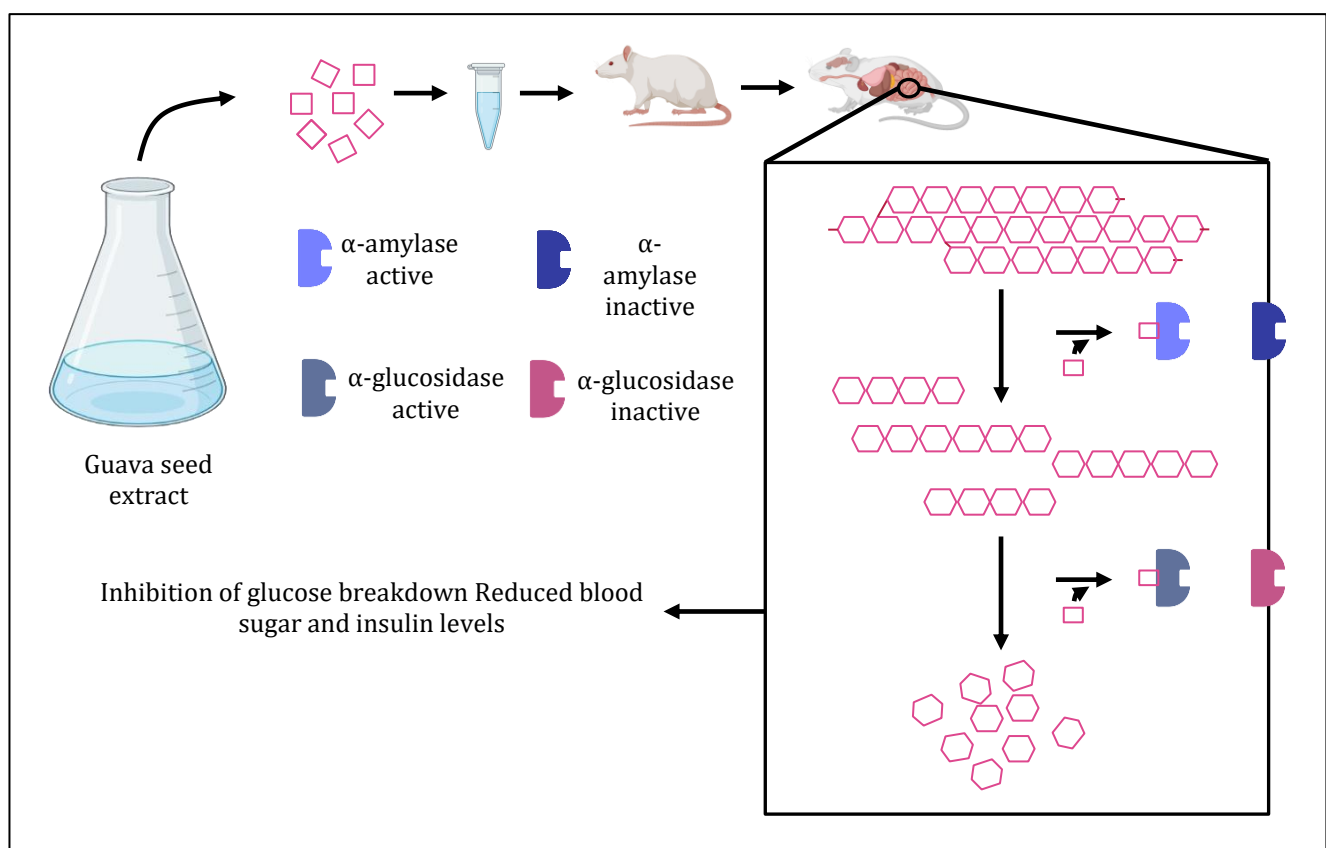 α-amylase
active
α-
amylase
inactive
α-glucosidase
active
α-glucosidase
inactive
Guava seed
extract
Inhibition of glucose breakdown Reduced blood
sugar and insulin levels